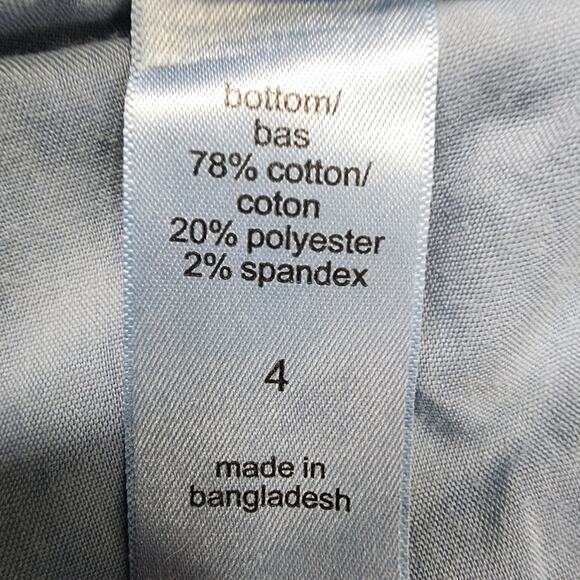 bottom/
bas
78% cotton/
coton
20% polyester
2% spandex
4
made in
bangladesh